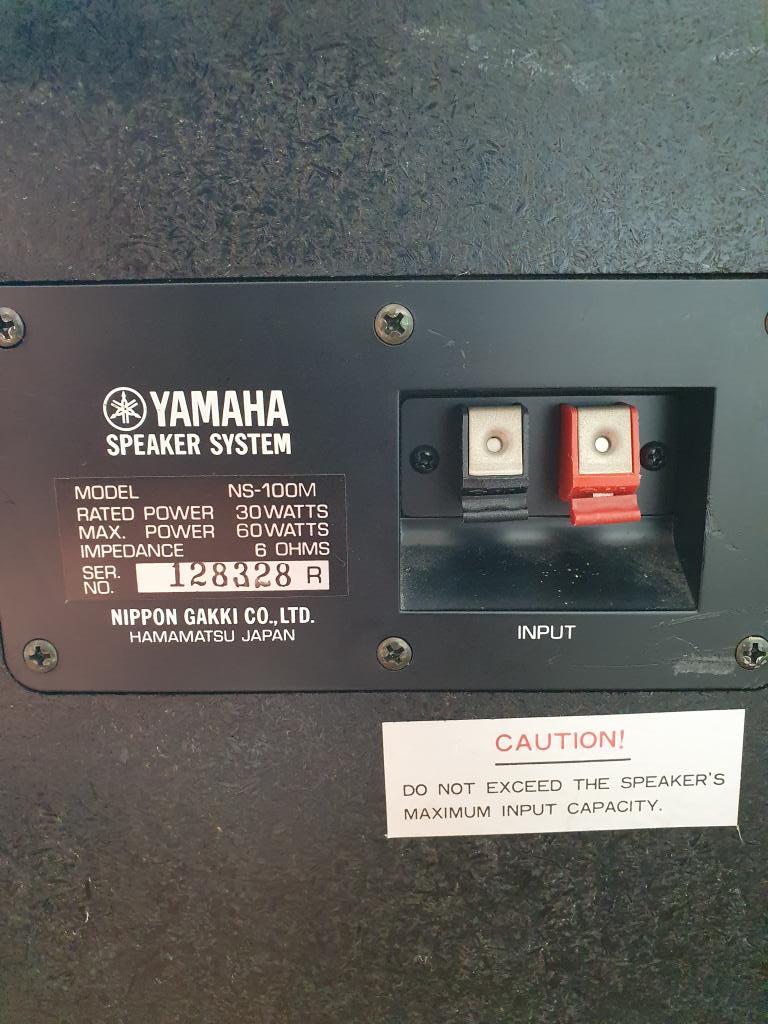 YAMAHA
SPEAKER SYSTEM
MODEL NS-100M
RATED POWER 30 WATTS
MAX. POWER 60 WATTS
IMPEDANCE 6 OHMS
SER. NO. 128328 R
NIPPON GAKKI CO., LTD.
HAMAMATSU JAPAN
INPUT
CAUTION!
DO NOT EXCEED THE SPEAKER'S
MAXIMUM INPUT CAPACITY.